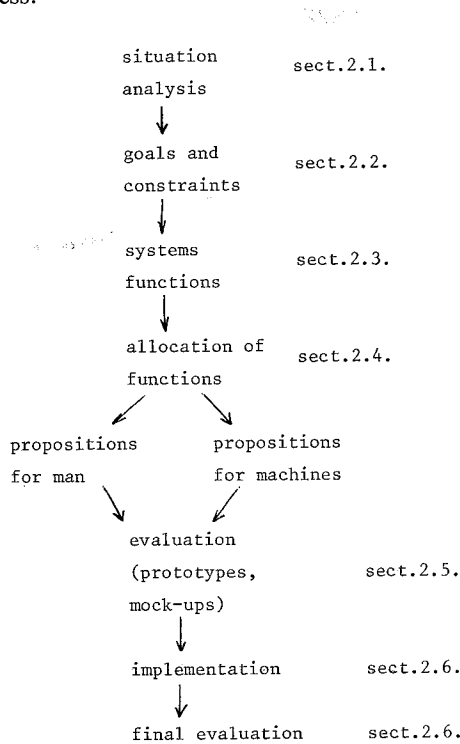 ess.
situation sect.2.1.
analysis
goals and sect.2.2.
constraints
systems sect.2.3.
functions
allocation of sect.2.4.
functions
propositions propositions
for man for machines
evaluation
(prototypes, sect.2.5.
mock-ups)
implementation sect.2.6.
final evaluation sect.2.6.